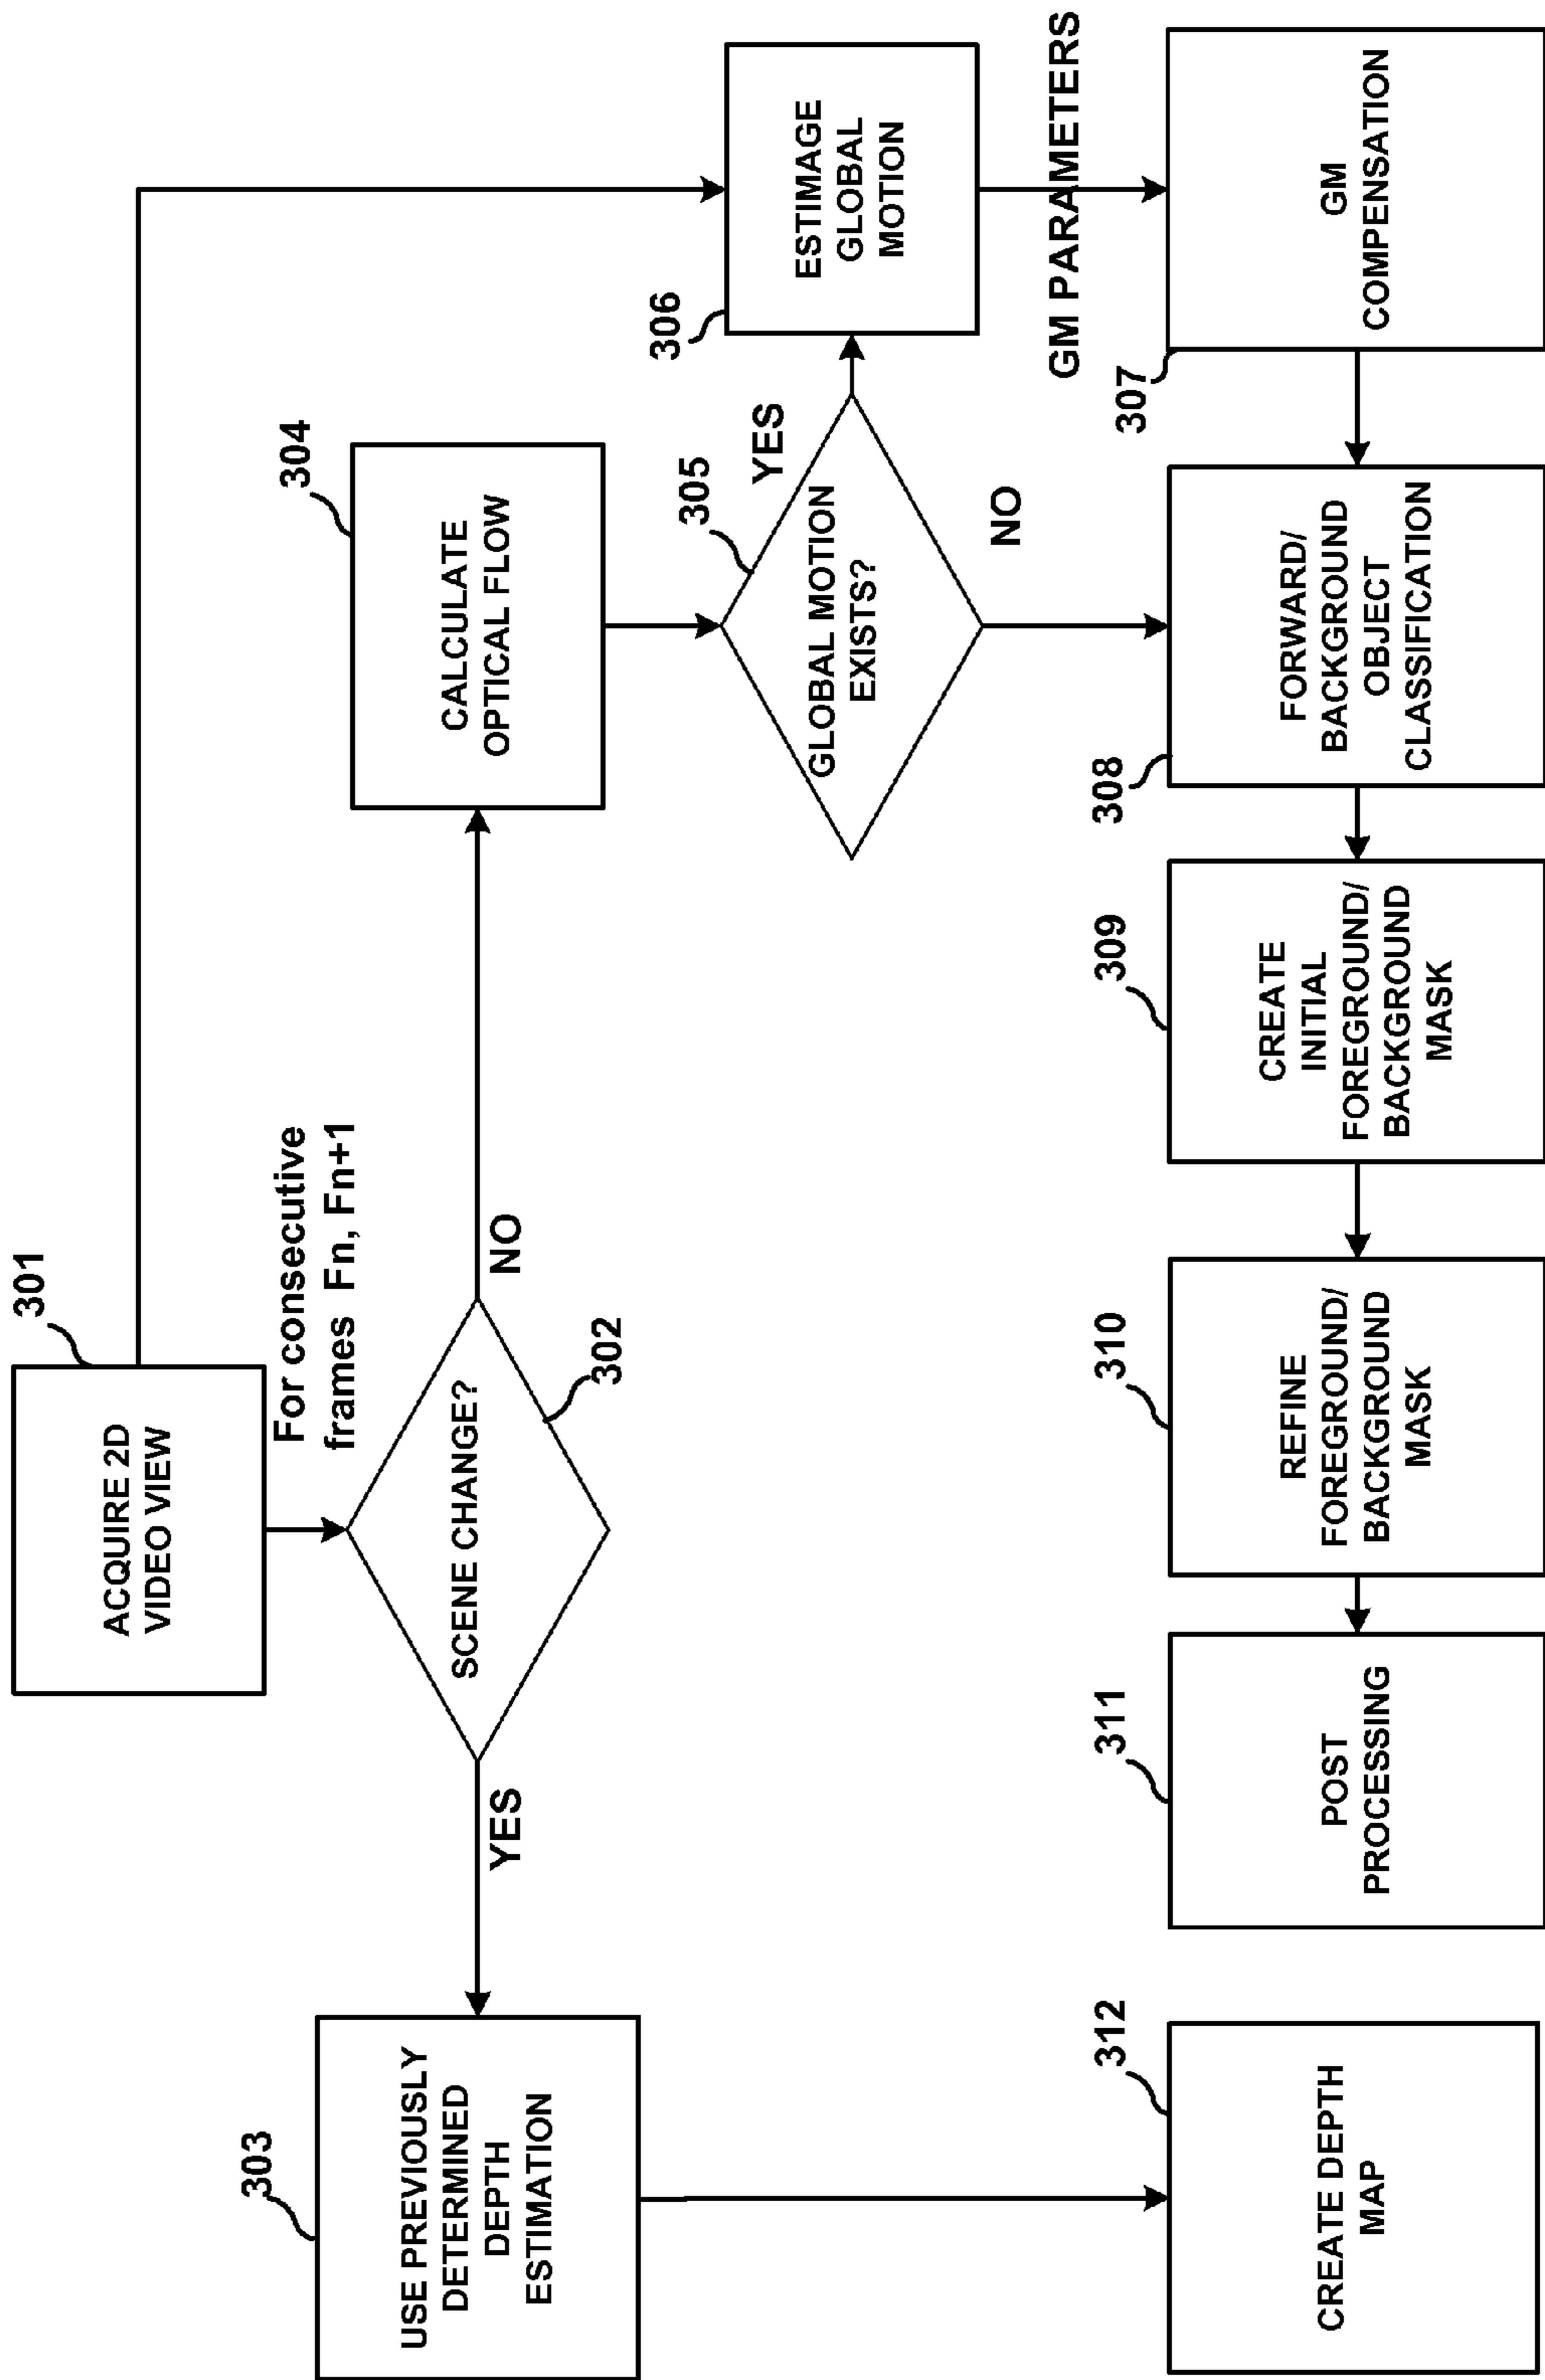 301
ACQUIRE 2D
VIDEO VIEW
For consecutive
frames Fn, Fn+1
SCENE CHANGE?
302
YES
NO
303
USE PREVIOUSLY
DETERMINED
DEPTH
ESTIMATION
304
CALCULATE
OPTICAL FLOW
305
GLOBAL MOTION
EXISTS?
YES
NO
306
ESTIMAGE
GLOBAL
MOTION
GM PARAMETERS
307
GM
COMPENSATION
308
FORWARD/
BACKGROUND
OBJECT
CLASSIFICATION
309
CREATE
INITIAL
FOREGROUND/
BACKGROUND
MASK
310
REFINE
FOREGROUND/
BACKGROUND
MASK
311
POST
PROCESSING
312
CREATE DEPTH
MAP